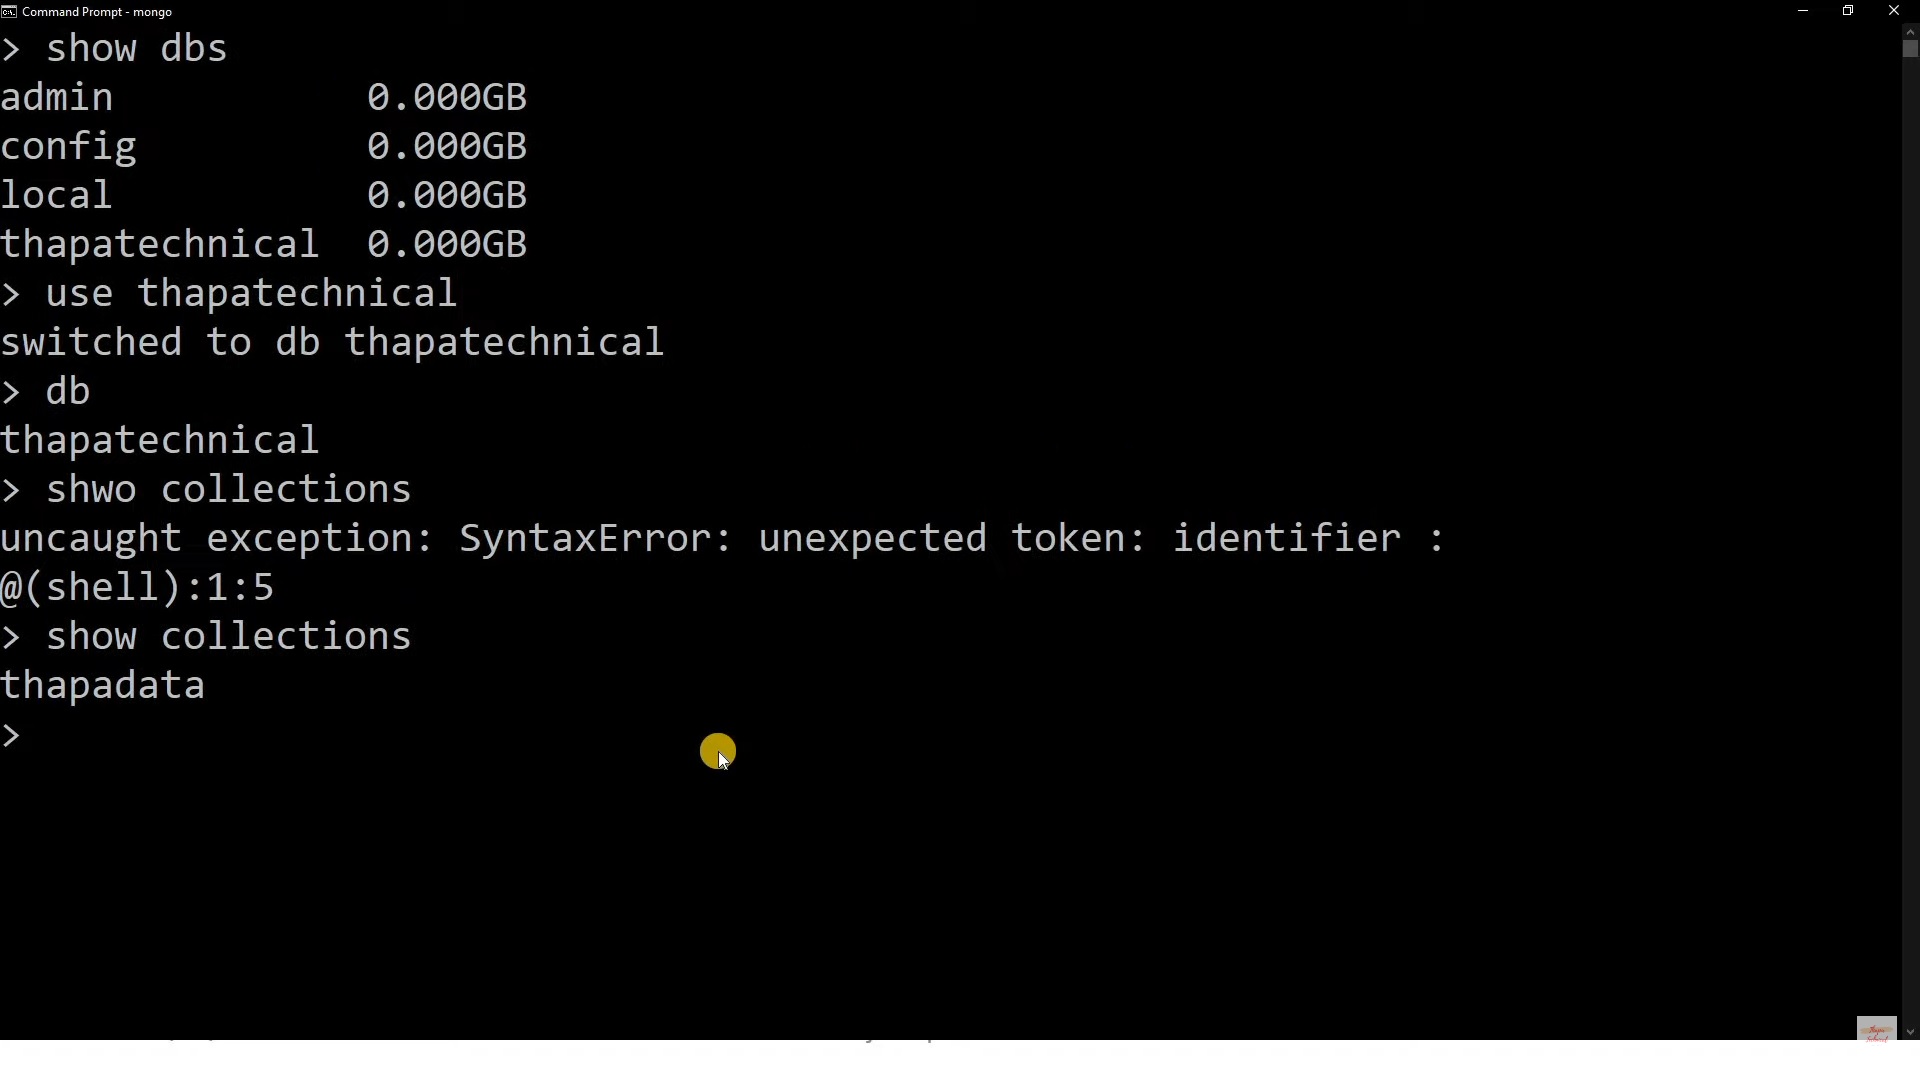 Command Prompt - mongo
> show dbs
admin 0.000GB
config 0.000GB
local 0.000GB
thapatechnical 0.000GB
> use thapatechnical
switched to db thapatechnical
> db
thapatechnical
> shwo collections
uncaught exception: SyntaxError: unexpected token: identifier :
@(shell):1:5
> show collections
thapadata
>